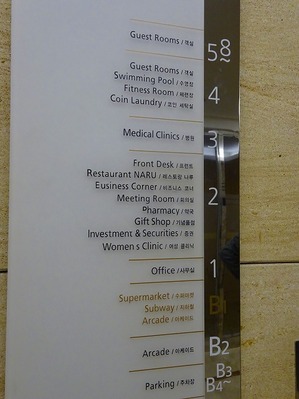 Guest Rooms / 객실
5~8
Guest Rooms / 객실
Swimming Pool / 수영장
Fitness Room / 헬스장
Coin Laundry / 코인 세탁실
4
Medical Clinics / 병원
3
Front Desk / 프런트
Restaurant NARU / 레스토랑 나루
Business Corner / 비즈니스 코너
Meeting Room / 회의실
Pharmacy / 약국
Gift Shop / 기념품점
Investment & Securities / 증권
Women's Clinic / 여성 클리닉
2
Office / 사무실
1
Supermarket / 수퍼마켓
Subway / 지하철
Arcade / 아케이드
B1
Arcade / 아케이드
B2
Parking / 주차장
B3
B4~